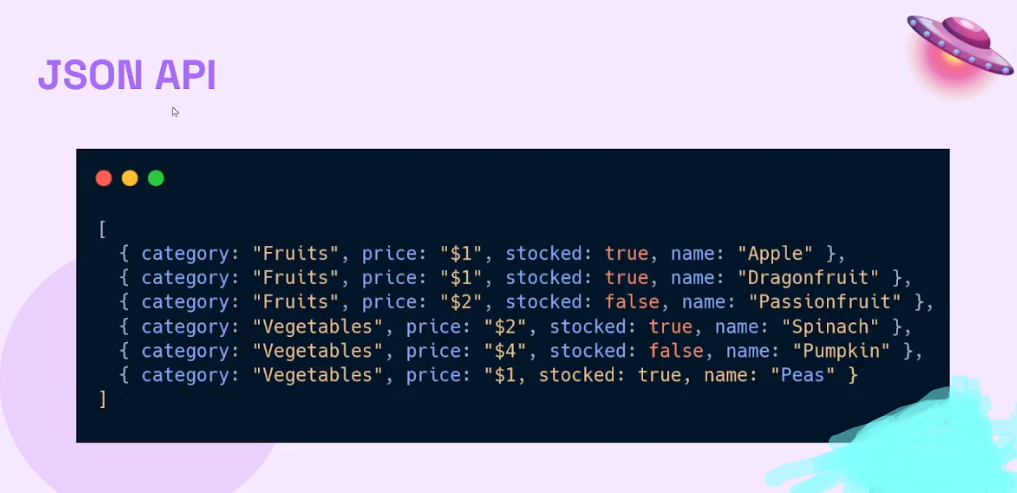 JSON API
[
{ category: "Fruits", price: "$1", stocked: true, name: "Apple" },
{ category: "Fruits", price: "$1", stocked: true, name: "Dragonfruit" },
{ category: "Fruits", price: "$2", stocked: false, name: "Passionfruit" },
{ category: "Vegetables", price: "$2", stocked: true, name: "Spinach" },
{ category: "Vegetables", price: "$4", stocked: false, name: "Pumpkin" },
{ category: "Vegetables", price: "$1, stocked: true, name: "Peas" }
]